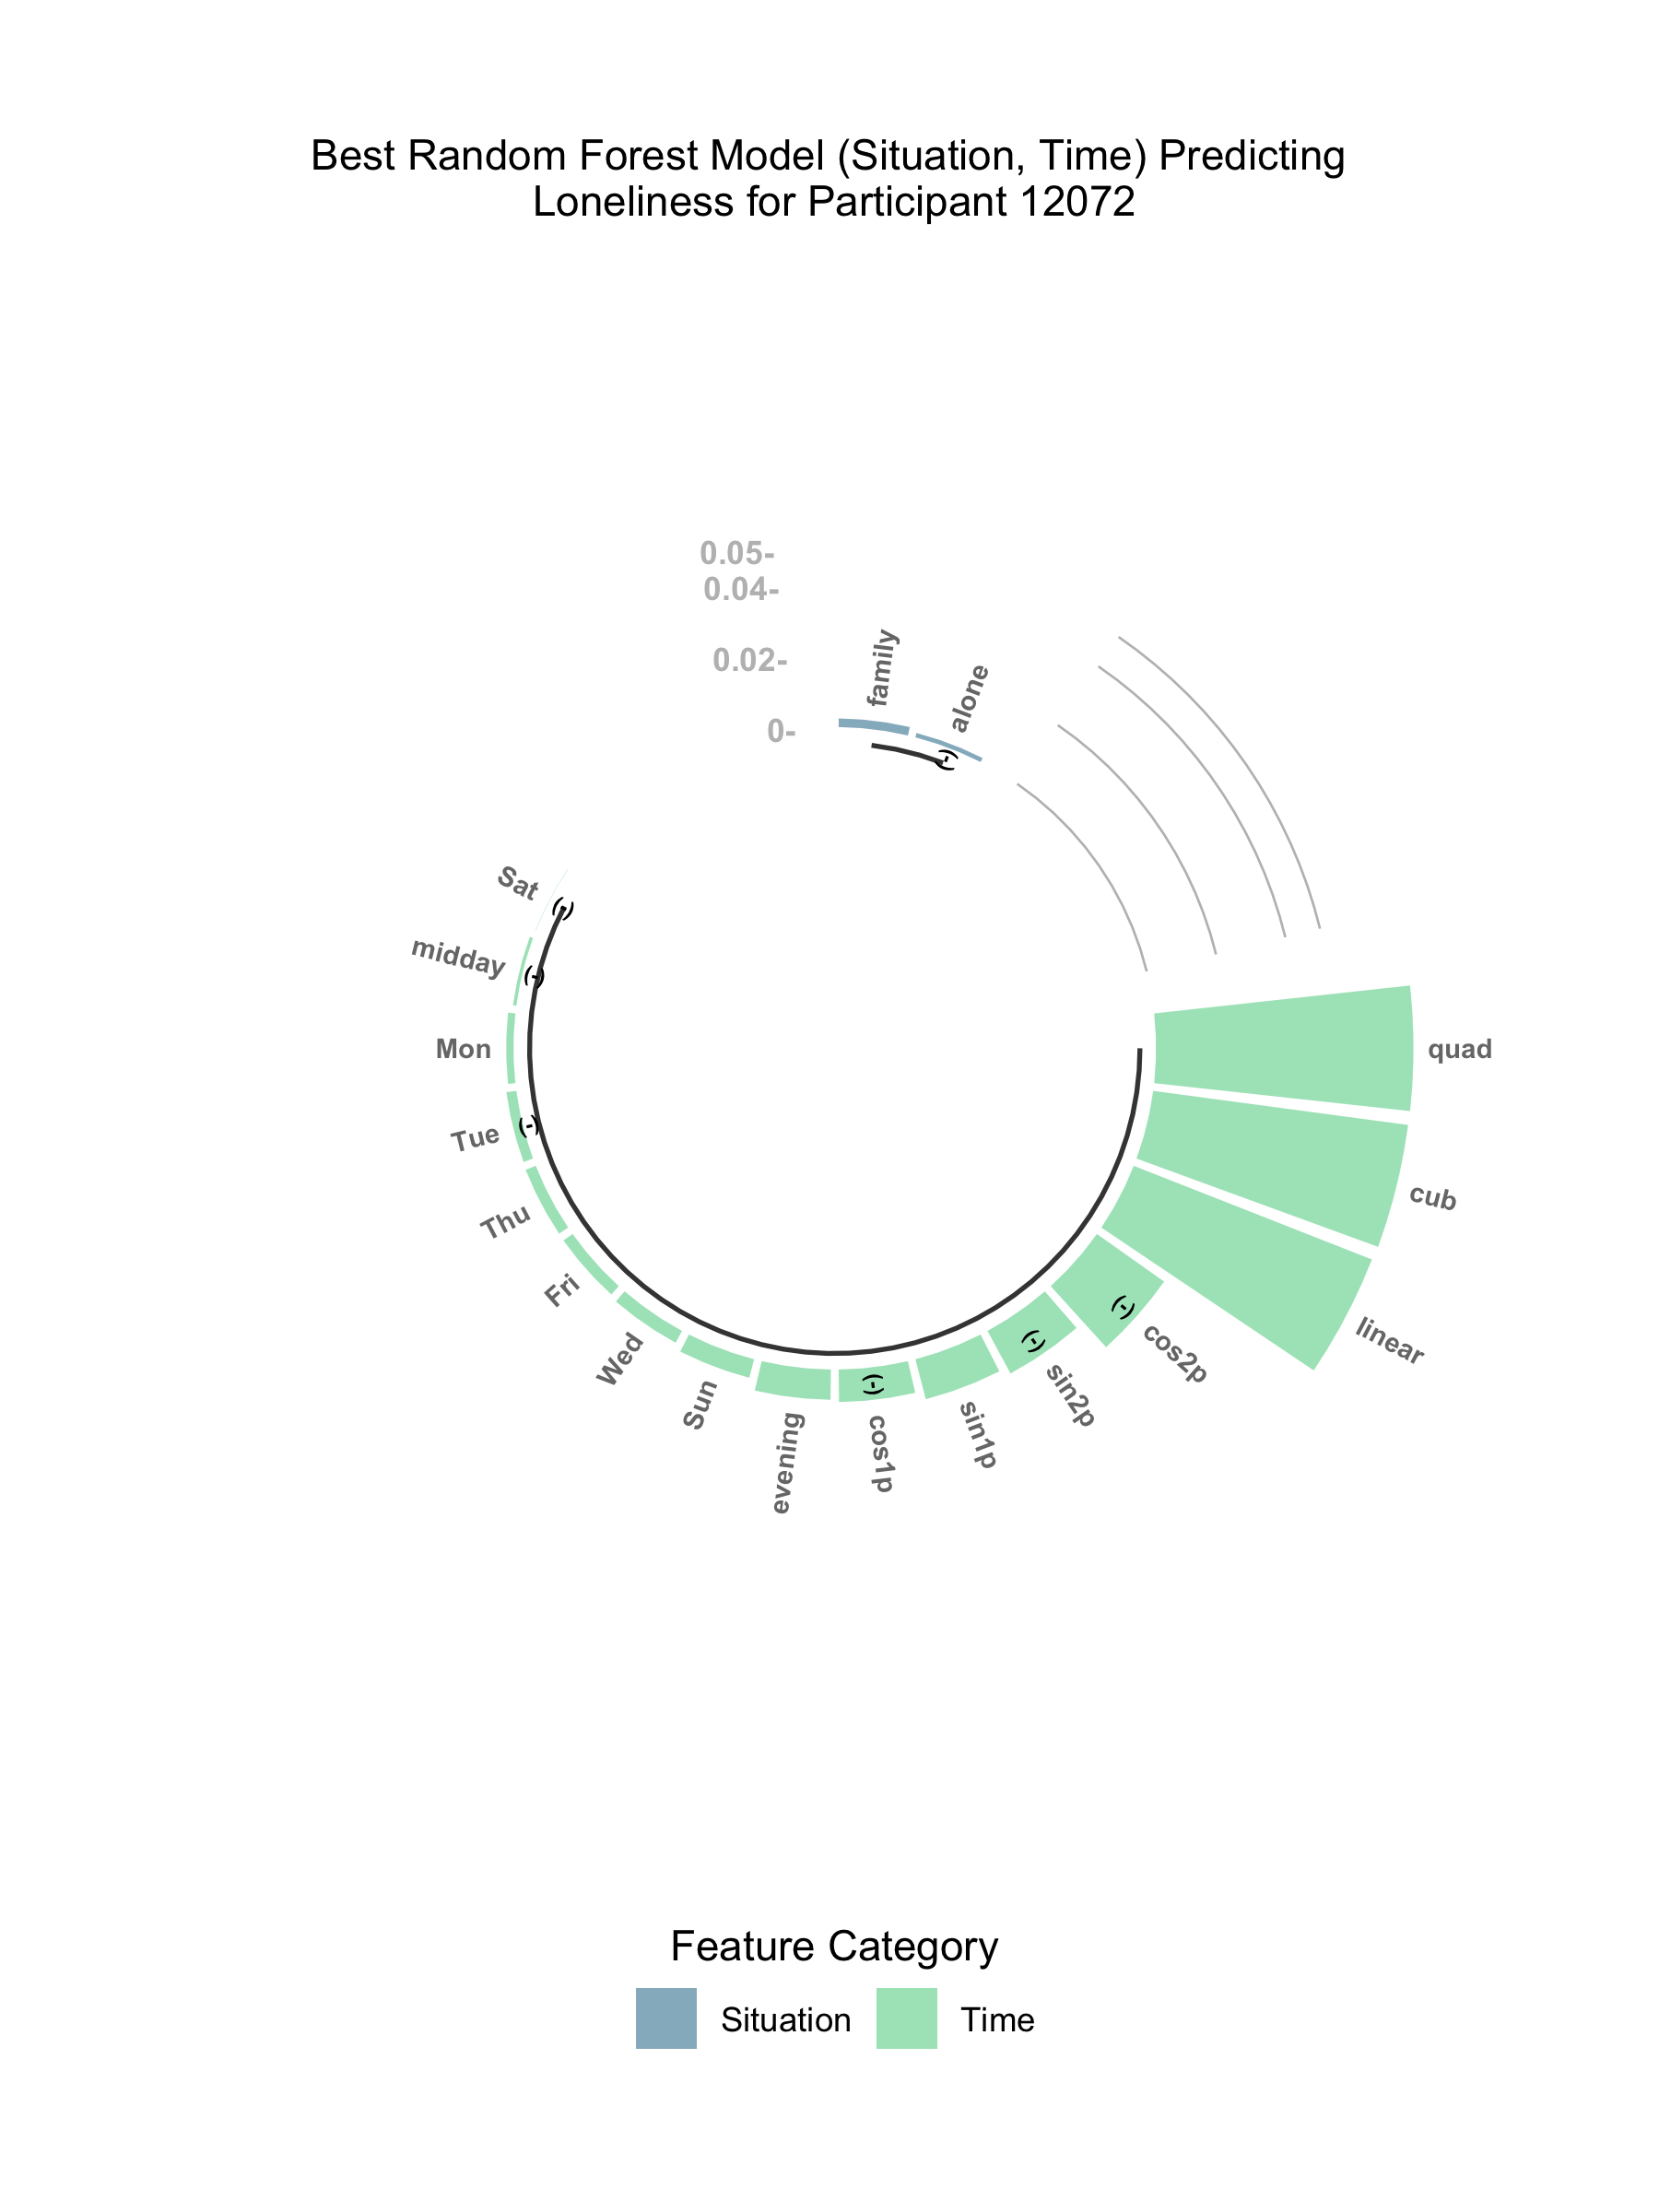 Best Random Forest Model (Situation, Time) Predicting
Loneliness for Participant 12072
0.05-
0.04-
0.02-
0-
family
alone
(-)
quad
cub
linear
cos2p
(-)
sin2p
(-)
sin1p
cos1p
(-)
evening
Sun
Wed
Fri
Thu
Tue
(-)
Mon
midday
(-)
Sat
(-)
Feature Category
Situation
Time